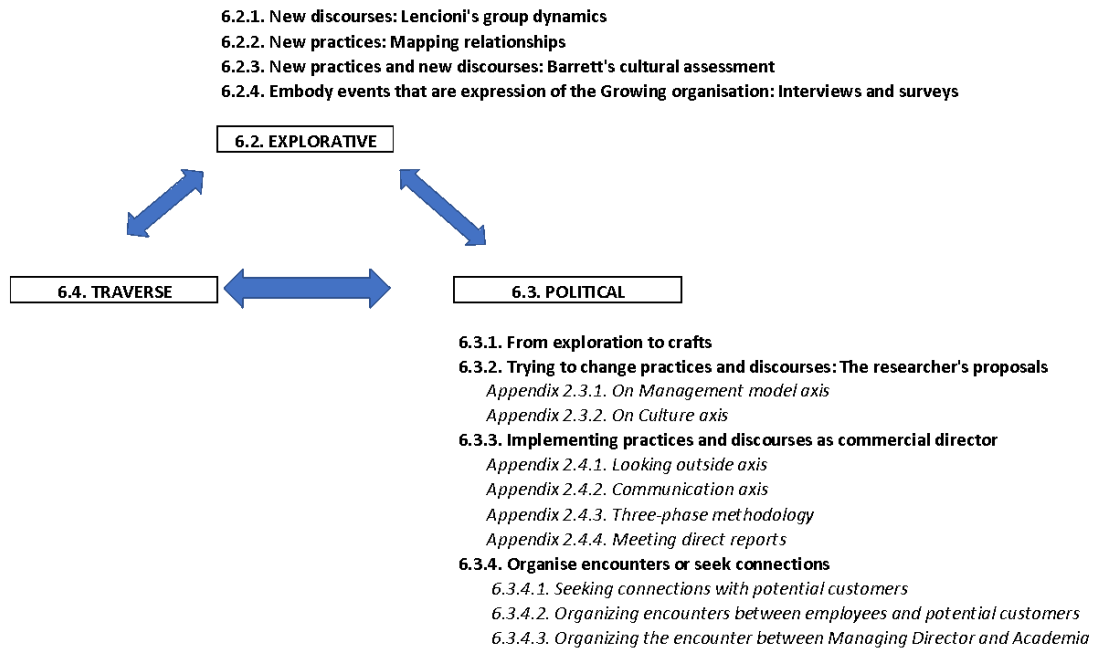 6.2.1. New discourses: Lencioni's group dynamics
6.2.2. New practices: Mapping relationships
6.2.3. New practices and new discourses: Barrett's cultural assessment
6.2.4. Embody events that are expression of the Growing organisation: Interviews and surveys
6.2. EXPLORATIVE
6.4. TRAVERSE
6.3. POLITICAL
6.3.1. From exploration to crafts
6.3.2. Trying to change practices and discourses: The researcher's proposals
Appendix 2.3.1. On Management model axis
Appendix 2.3.2. On Culture axis
6.3.3. Implementing practices and discourses as commercial director
Appendix 2.4.1. Looking outside axis
Appendix 2.4.2. Communication axis
Appendix 2.4.3. Three-phase methodology
Appendix 2.4.4. Meeting direct reports
6.3.4. Organise encounters or seek connections
6.3.4.1. Seeking connections with potential customers
6.3.4.2. Organizing encounters between employees and potential customers
6.3.4.3. Organizing the encounter between Managing Director and Academia